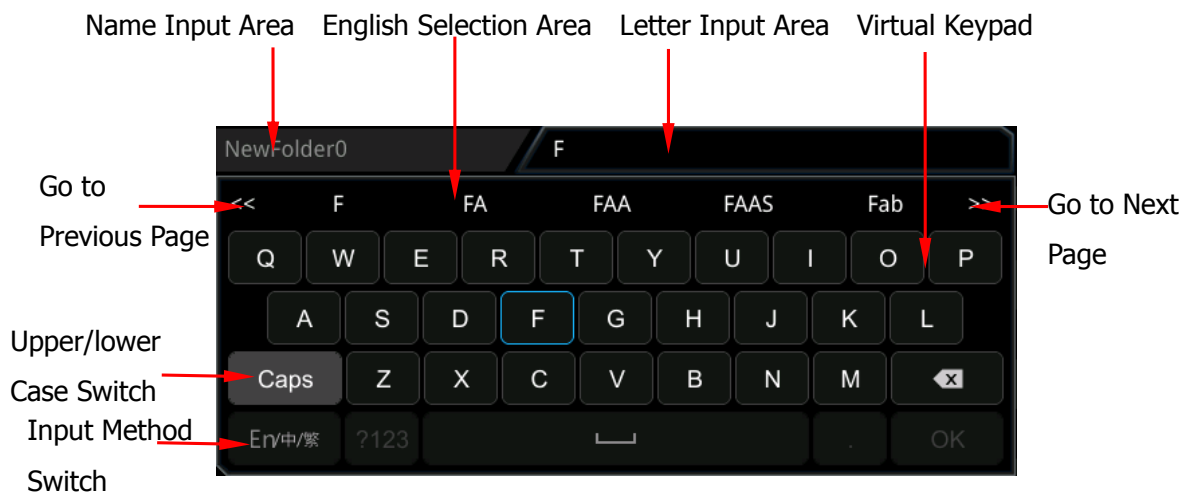 Name Input Area English Selection Area Letter Input Area Virtual Keypad
NewFolder0 F
Go to
Previous Page
<< F FA FAA FAAS Fab >>
Go to Next
Page
Q W E R T Y U I O P
A S D F G H J K L
Upper/lower
Case Switch
Caps Z X C V B N M x
Input Method
Switch
En/中/繁 ?123 . OK